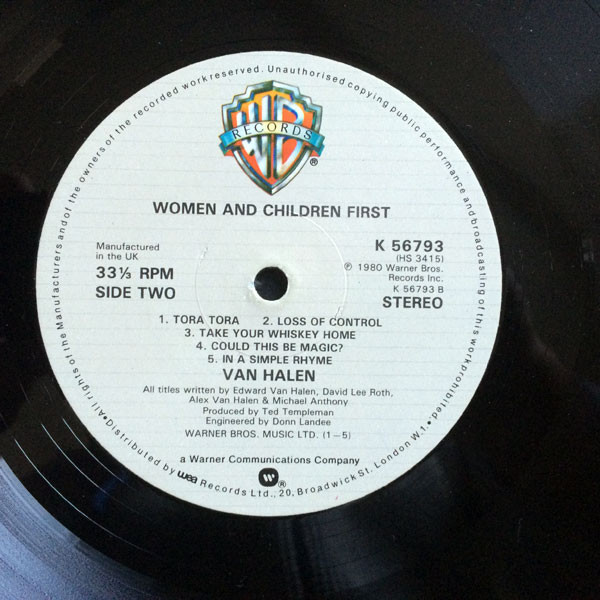 All rights of the Manufacturers and of the owners of the recorded work reserved. Unauthorised copying public performance and broadcasting of this work prohibited.
WB
RECORDS
®
WOMEN AND CHILDREN FIRST
Manufactured
in the UK
33⅓ RPM
SIDE TWO
K 56793
(HS 3415)
℗ 1980 Warner Bros.
Records Inc.
K 56793 B
STEREO
1. TORA TORA 2. LOSS OF CONTROL
3. TAKE YOUR WHISKEY HOME
4. COULD THIS BE MAGIC?
5. IN A SIMPLE RHYME
VAN HALEN
All titles written by Edward Van Halen, David Lee Roth,
Alex Van Halen & Michael Anthony
Produced by Ted Templeman
Engineered by Donn Landee
WARNER BROS. MUSIC LTD. (1–5)
a Warner Communications Company
W®
•Distributed by wea Records Ltd., 20, Broadwick St, London W1.•